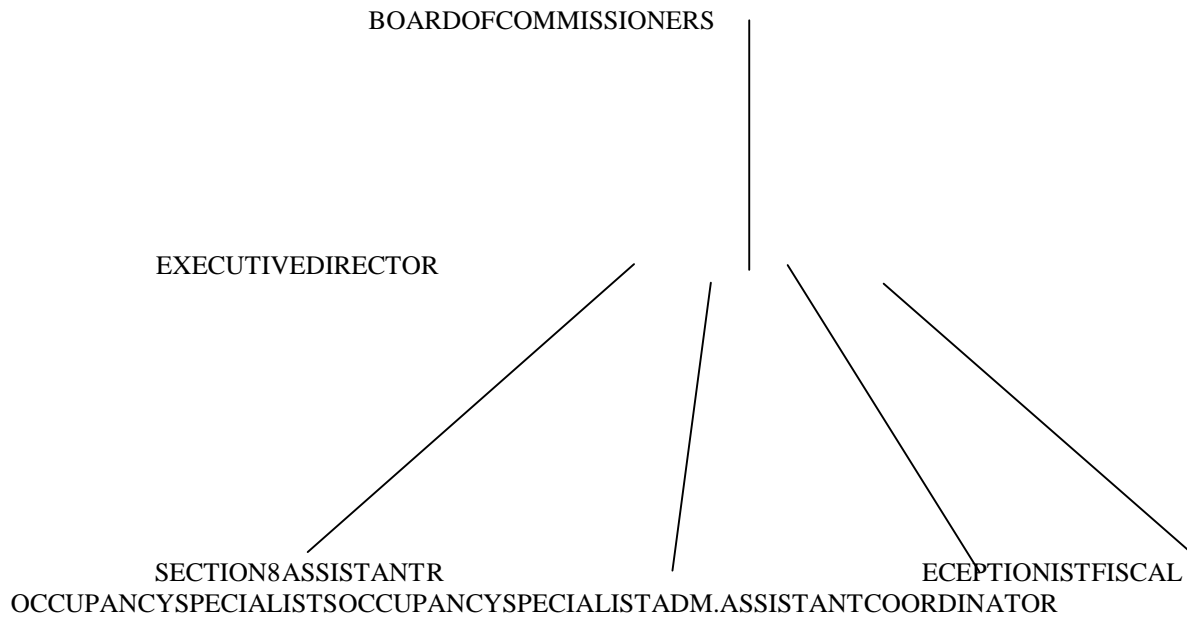 BOARDOFCOMMISSIONERS
EXECUTIVEDIRECTOR
SECTION8ASSISTANTR ECEPTIONISTFISCAL
OCCUPANCYSPECIALISTSOCCUPANCYSPECIALISTADM.ASSISTANTCOORDINATOR